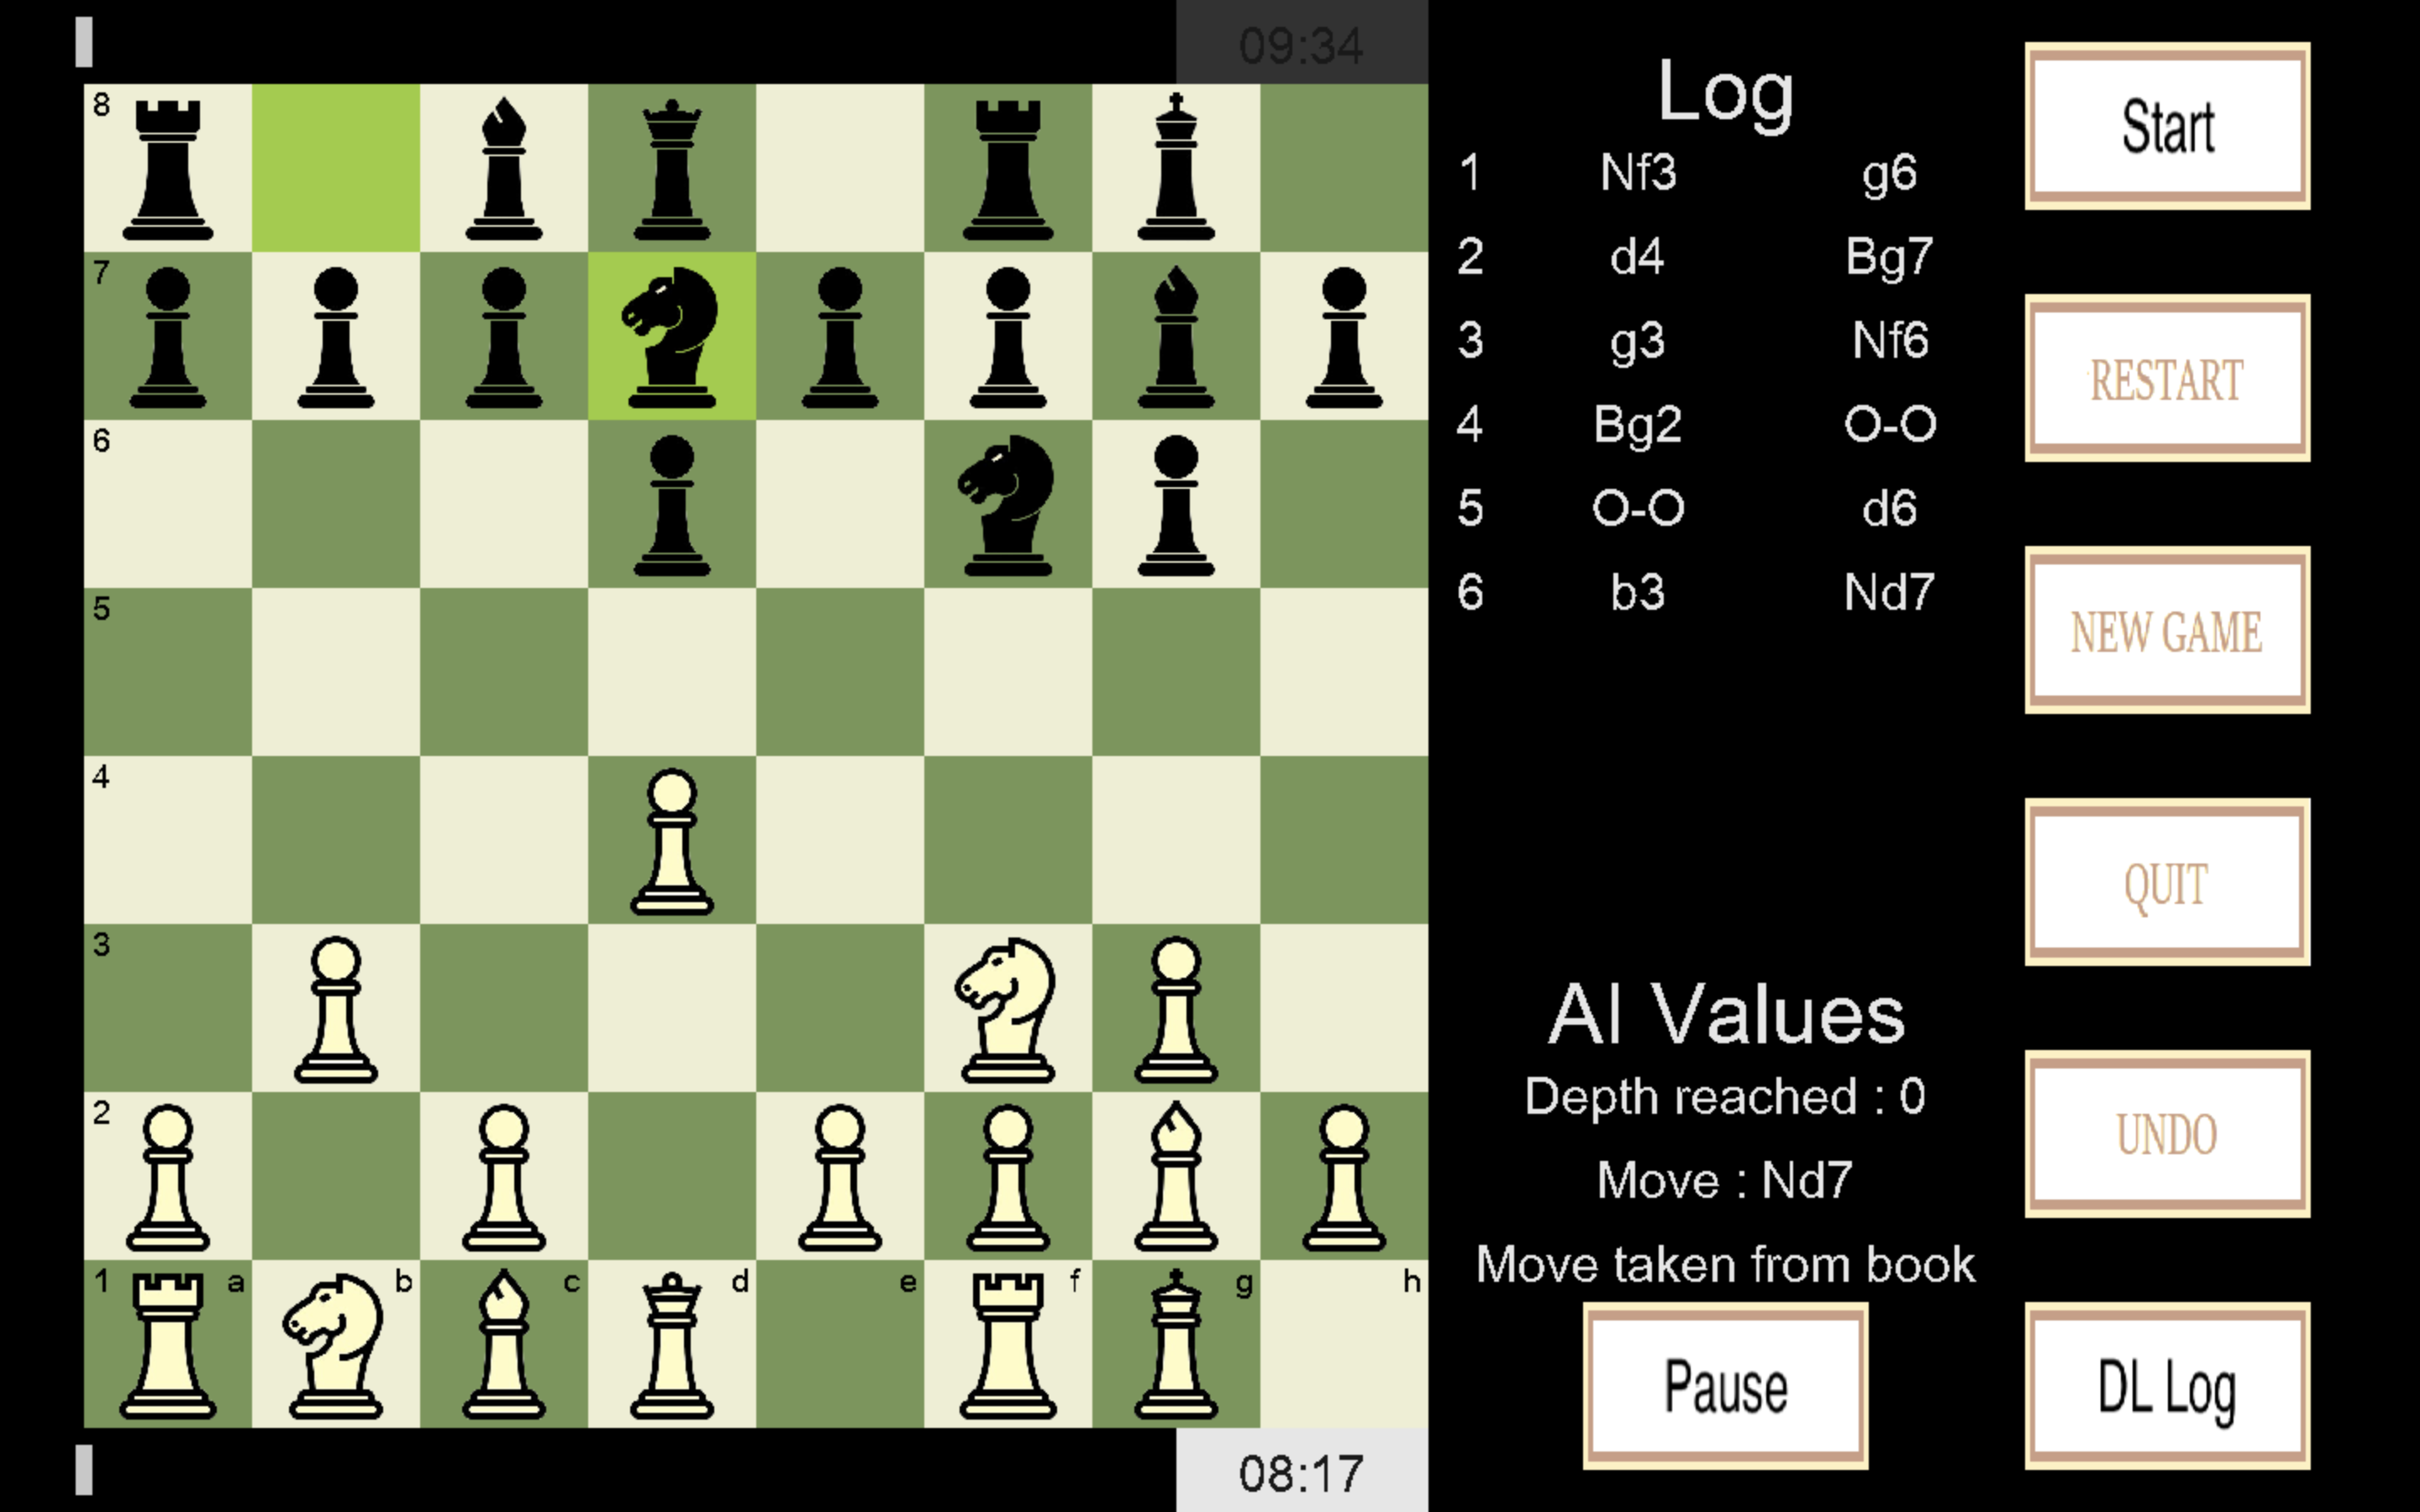 09:34
8
7
6
5
4
3
2
1 a b c d e f g h
08:17
Log
1 Nf3 g6
2 d4 Bg7
3 g3 Nf6
4 Bg2 O-O
5 O-O d6
6 b3 Nd7
AI Values
Depth reached : 0
Move : Nd7
Move taken from book
Pause
Start
RESTART
NEW GAME
QUIT
UNDO
DL Log